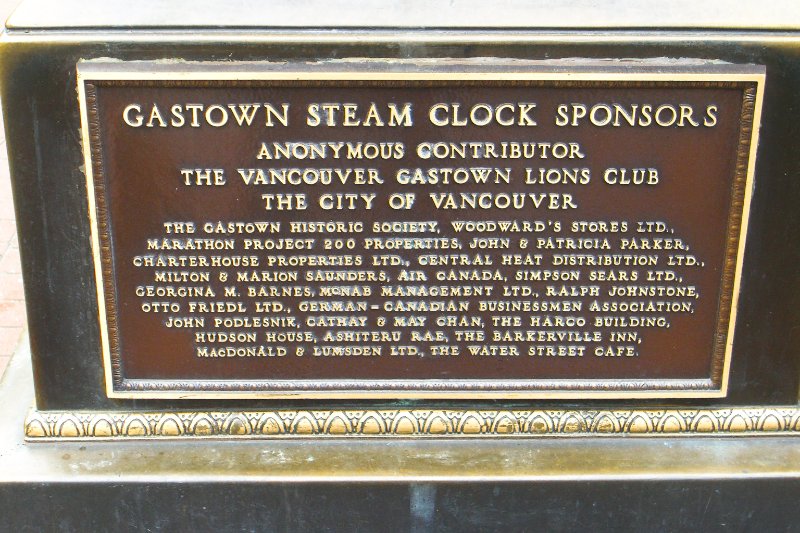 GASTOWN STEAM CLOCK SPONSORS
ANONYMOUS CONTRIBUTOR
THE VANCOUVER GASTOWN LIONS CLUB
THE CITY OF VANCOUVER
THE GASTOWN HISTORIC SOCIETY, WOODWARD'S STORES LTD.,
MARATHON PROJECT 200 PROPERTIES, JOHN & PATRICIA PARKER,
CHARTERHOUSE PROPERTIES LTD., CENTRAL HEAT DISTRIBUTION LTD.,
MILTON & MARION SAUNDERS, AIR CANADA, SIMPSON SEARS LTD.,
GEORGINA M. BARNES, MCNAB MANAGEMENT LTD., RALPH JOHNSTONE,
OTTO FRIEDL LTD., GERMAN-CANADIAN BUSINESSMEN ASSOCIATION,
JOHN PODLESNIK, CATHAY & MAY CHAN, THE HARCO BUILDING,
HUDSON HOUSE, ASHITERU RAE, THE BARKERVILLE INN,
MACDONALD & LUMSDEN LTD., THE WATER STREET CAFE.